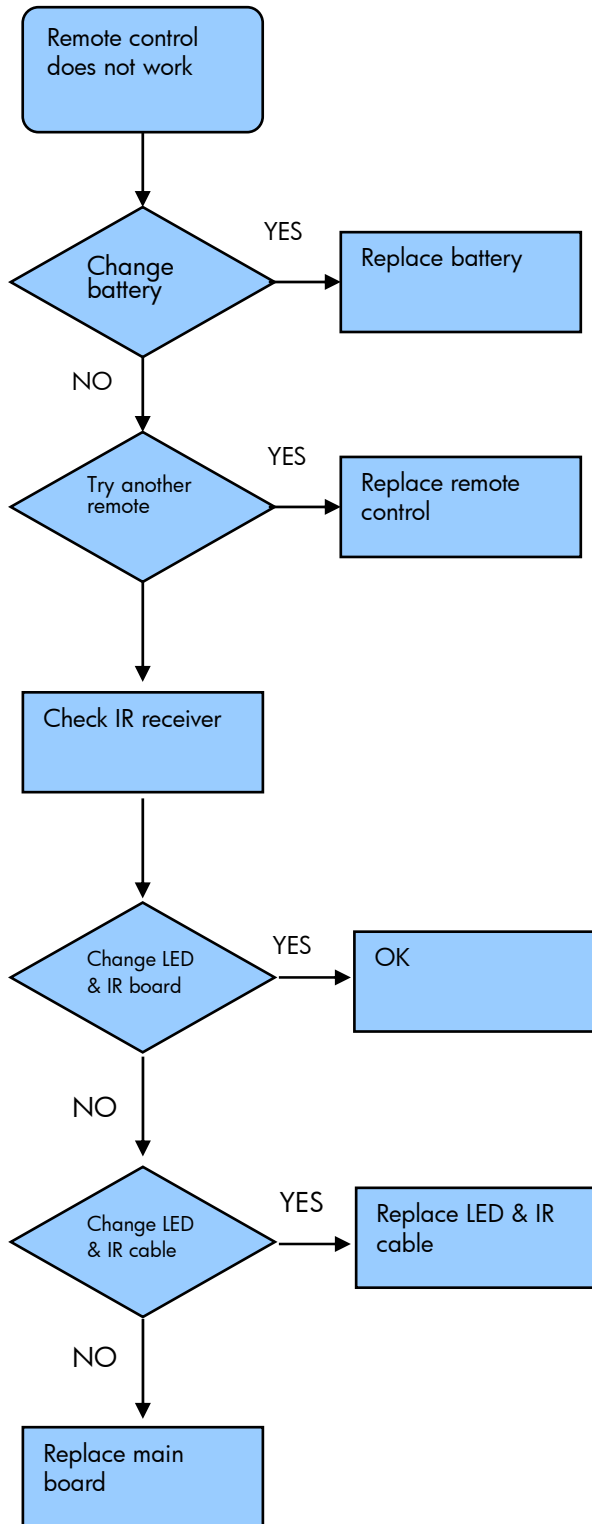 Remote control
does not work
YES
Change
battery
Replace battery
NO
YES
Try another
remote
Replace remote
control
Check IR receiver
YES
Change LED
& IR board
OK
NO
YES
Change LED
& IR cable
Replace LED & IR
cable
NO
Replace main
board